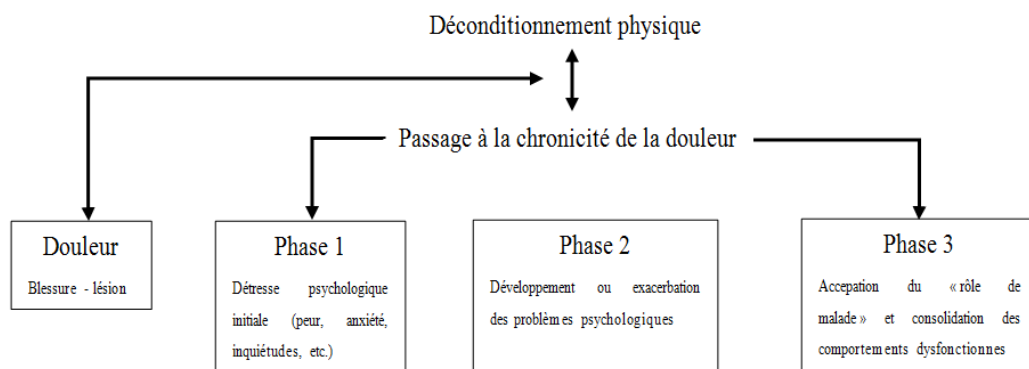 Déconditionnement physique
Passage à la chronicité de la douleur
Douleur
Blessure - lésion
Phase 1
Détresse psychologique
initiale (peur, anxiété,
inquiétudes, etc.)
Phase 2
Développement ou exacerbation
des problèmes psychologiques
Phase 3
Accepation du « rôle de
malade » et consolidation des
comportements dysfonctionnes